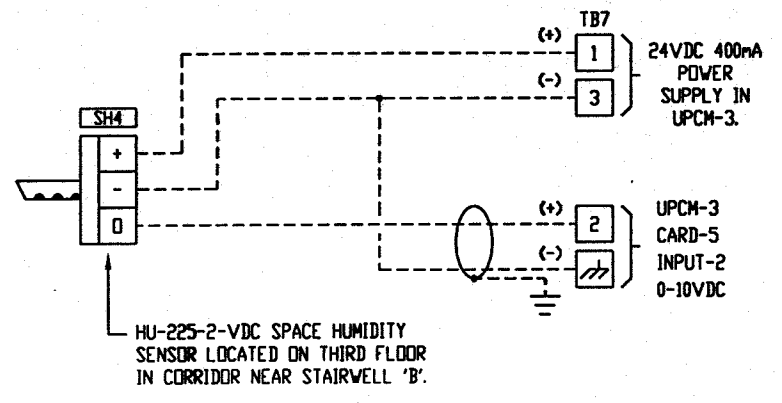 TB7
(+)
1
24VDC 400mA
POWER
SUPPLY IN
UPCM-3.
(-)
3
SH4
+
-
0
(+)
2
UPCM-3
CARD-5
INPUT-2
0-10VDC
(-)
HU-225-2-VDC SPACE HUMIDITY
SENSOR LOCATED ON THIRD FLOOR
IN CORRIDOR NEAR STAIRWELL 'B'.